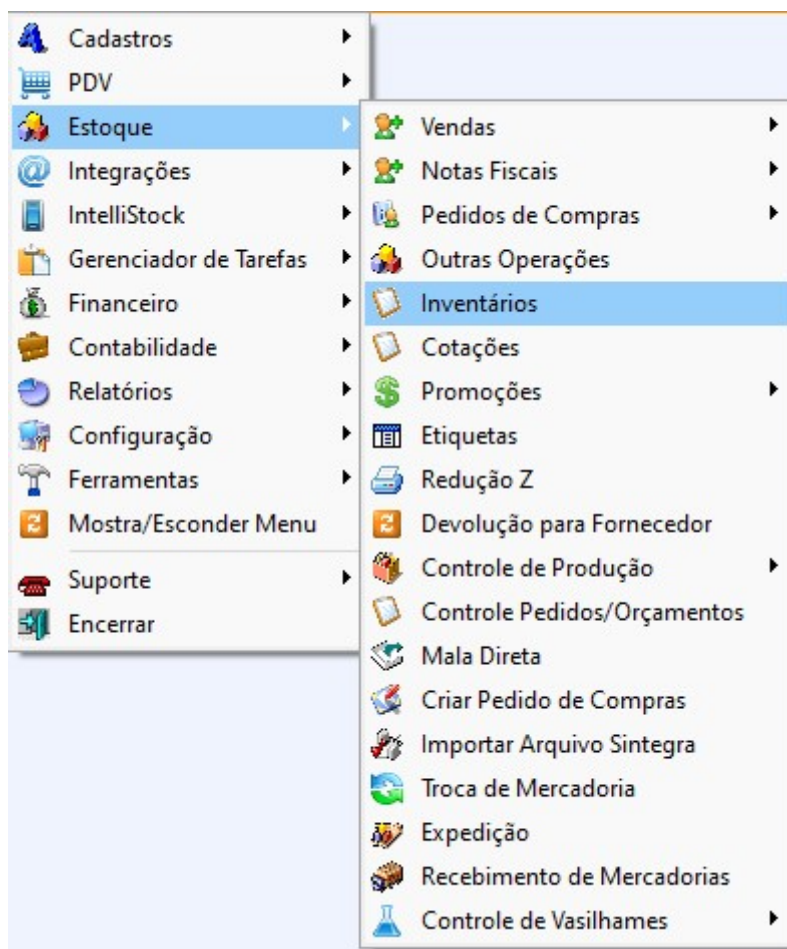 Cadastros
PDV
Estoque
Integrações
IntelliStock
Gerenciador de Tarefas
Financeiro
Contabilidade
Relatórios
Configuração
Ferramentas
Mostra/Esconder Menu
Suporte
Encerrar
Vendas
Notas Fiscais
Pedidos de Compras
Outras Operações
Inventários
Cotações
Promoções
Etiquetas
Redução Z
Devolução para Fornecedor
Controle de Produção
Controle Pedidos/Orçamentos
Mala Direta
Criar Pedido de Compras
Importar Arquivo Sintegra
Troca de Mercadoria
Expedição
Recebimento de Mercadorias
Controle de Vasilhames